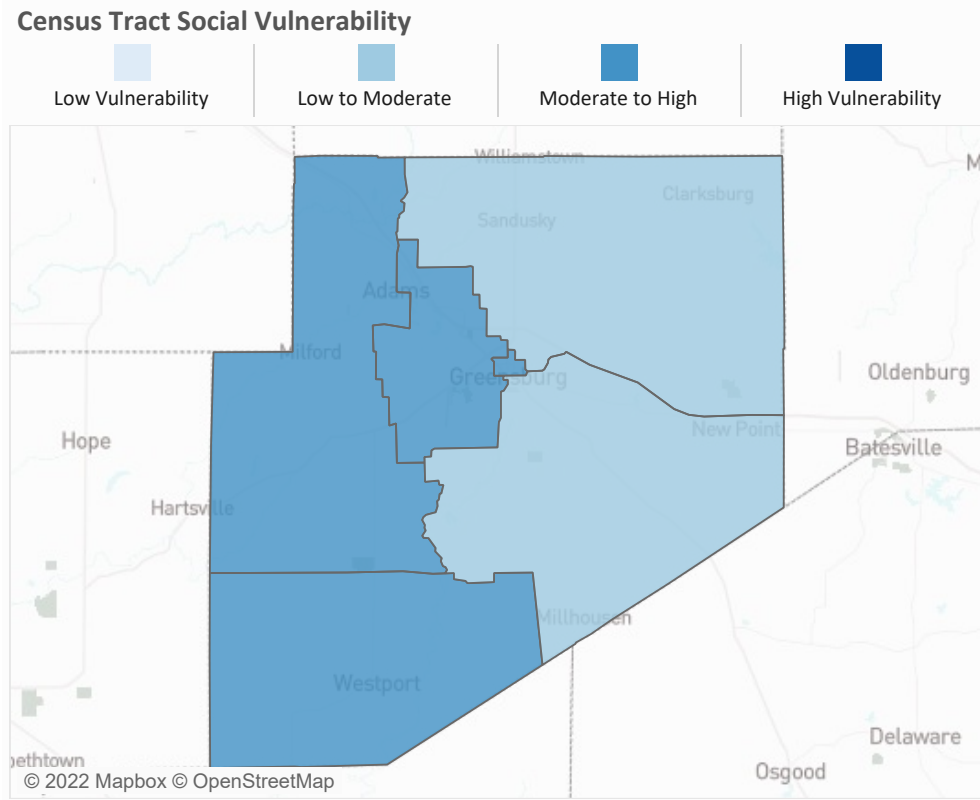 Census Tract Social Vulnerability
Low Vulnerability
Low to Moderate
Moderate to High
High Vulnerability
Williamstown
M
Clarksburg
Sandusky
Adams
Milford
Greensburg
Oldenburg
New Point
Hope
Batesville
Hartsville
Millhousen
Westport
Delaware
bethtown
Osgood
© 2022 Mapbox © OpenStreetMap